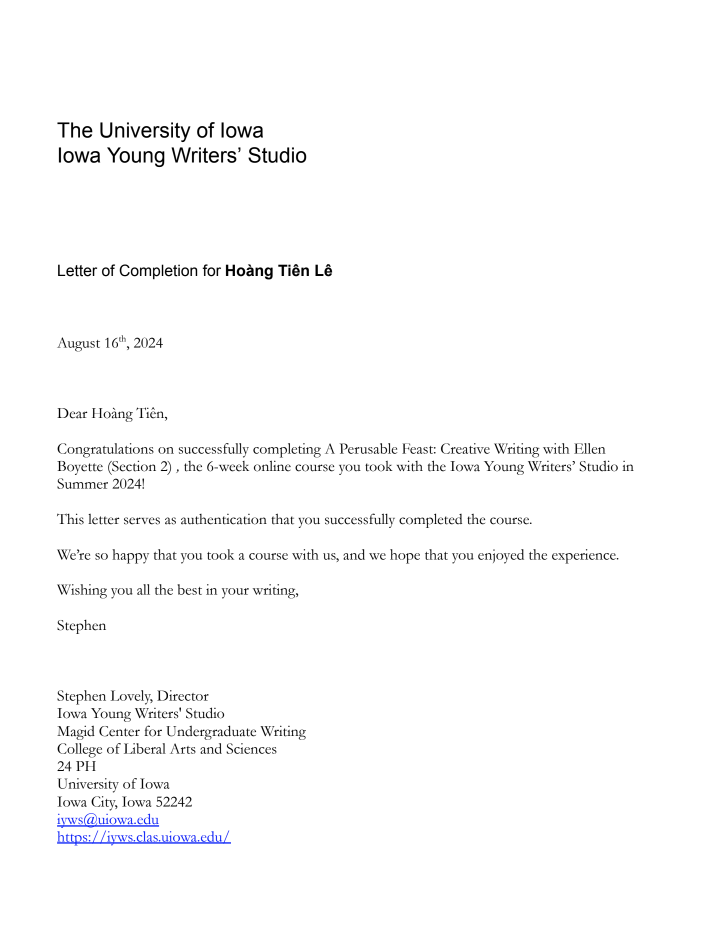 The University of Iowa
Iowa Young Writers’ Studio
Letter of Completion for Hoàng Tiên Lê
August 16th, 2024
Dear Hoàng Tiên,
Congratulations on successfully completing A Perusable Feast: Creative Writing with Ellen
Boyette (Section 2) , the 6-week online course you took with the Iowa Young Writers’ Studio in
Summer 2024!
This letter serves as authentication that you successfully completed the course.
We’re so happy that you took a course with us, and we hope that you enjoyed the experience.
Wishing you all the best in your writing,
Stephen
Stephen Lovely, Director
Iowa Young Writers' Studio
Magid Center for Undergraduate Writing
College of Liberal Arts and Sciences
24 PH
University of Iowa
Iowa City, Iowa 52242
iyws@uiowa.edu
https://iyws.clas.uiowa.edu/